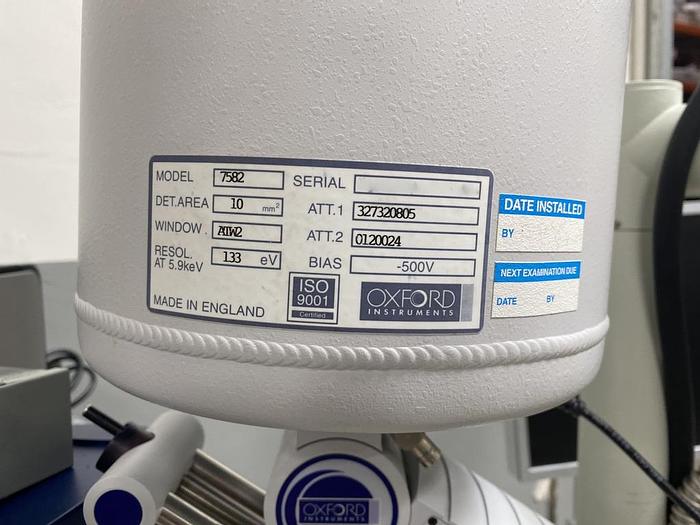 MODEL 7582
DET.AREA 10 mm²
WINDOW. ATW2
RESOL. AT 5.9keV 133 eV
MADE IN ENGLAND
SERIAL
ATT.1 327320805
ATT.2 0120024
BIAS -500V
ISO
9001
Certified
OXFORD
INSTRUMENTS
DATE INSTALLED
BY
NEXT EXAMINATION DUE
DATE BY
OXFORD
INSTRUMENTS